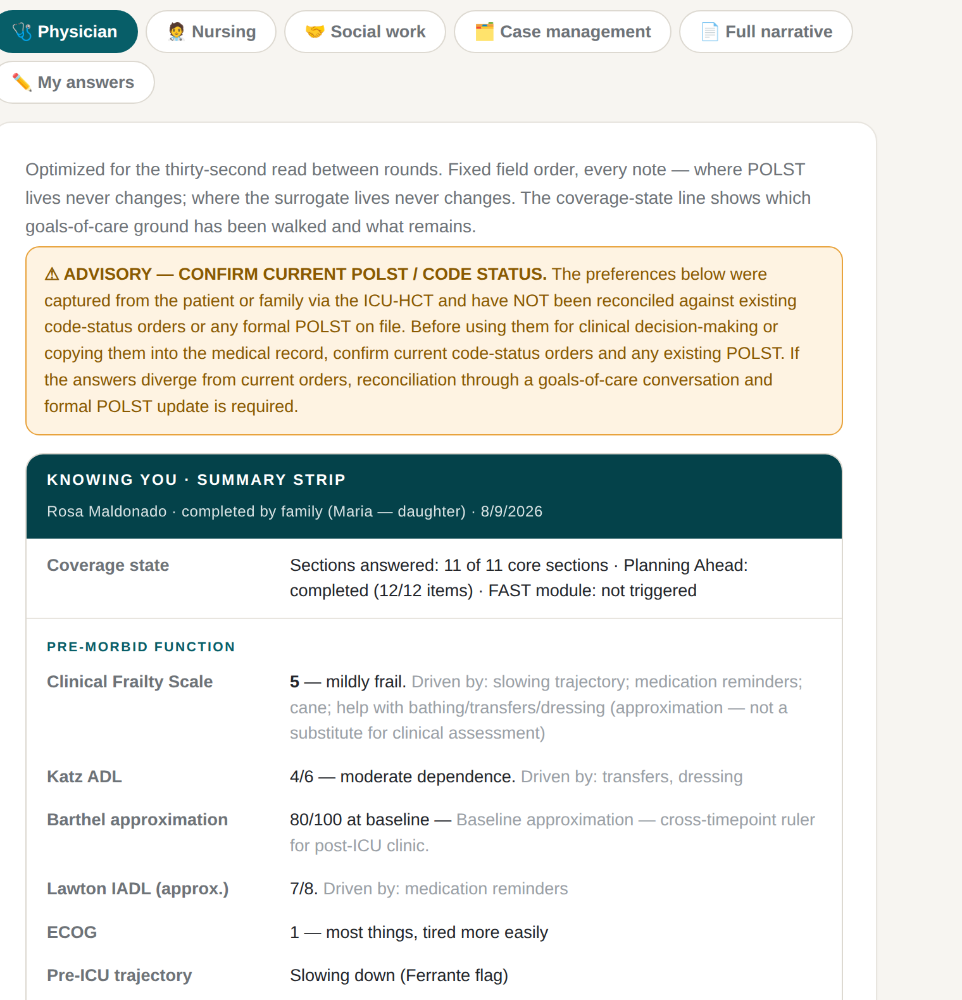 🩺 Physician
🧑‍⚕️ Nursing
🤝 Social work
🗂️ Case management
📄 Full narrative
✏️ My answers
Optimized for the thirty-second read between rounds. Fixed field order, every note — where POLST
lives never changes; where the surrogate lives never changes. The coverage-state line shows which
goals-of-care ground has been walked and what remains.
⚠ ADVISORY — CONFIRM CURRENT POLST / CODE STATUS. The preferences below were
captured from the patient or family via the ICU-HCT and have NOT been reconciled against existing
code-status orders or any formal POLST on file. Before using them for clinical decision-making or
copying them into the medical record, confirm current code-status orders and any existing POLST. If
the answers diverge from current orders, reconciliation through a goals-of-care conversation and
formal POLST update is required.
KNOWING YOU · SUMMARY STRIP
Rosa Maldonado · completed by family (Maria — daughter) · 8/9/2026
Coverage state
Sections answered: 11 of 11 core sections · Planning Ahead:
completed (12/12 items) · FAST module: not triggered
PRE-MORBID FUNCTION
Clinical Frailty Scale
5 — mildly frail. Driven by: slowing trajectory; medication reminders;
cane; help with bathing/transfers/dressing (approximation — not a
substitute for clinical assessment)
Katz ADL
4/6 — moderate dependence. Driven by: transfers, dressing
Barthel approximation
80/100 at baseline — Baseline approximation — cross-timepoint ruler
for post-ICU clinic.
Lawton IADL (approx.)
7/8. Driven by: medication reminders
ECOG
1 — most things, tired more easily
Pre-ICU trajectory
Slowing down (Ferrante flag)